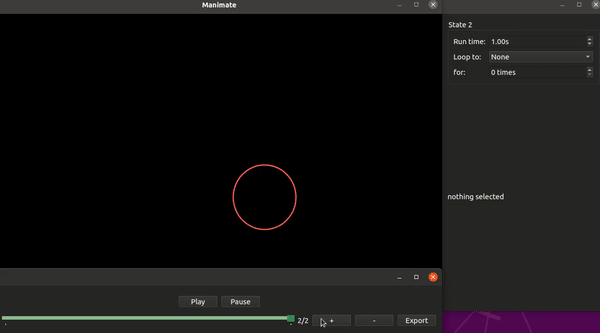 Manimate
State 2
Run time: 1.00s
Loop to: None
for: 0 times
nothing selected
Play Pause
2/2 + - Export